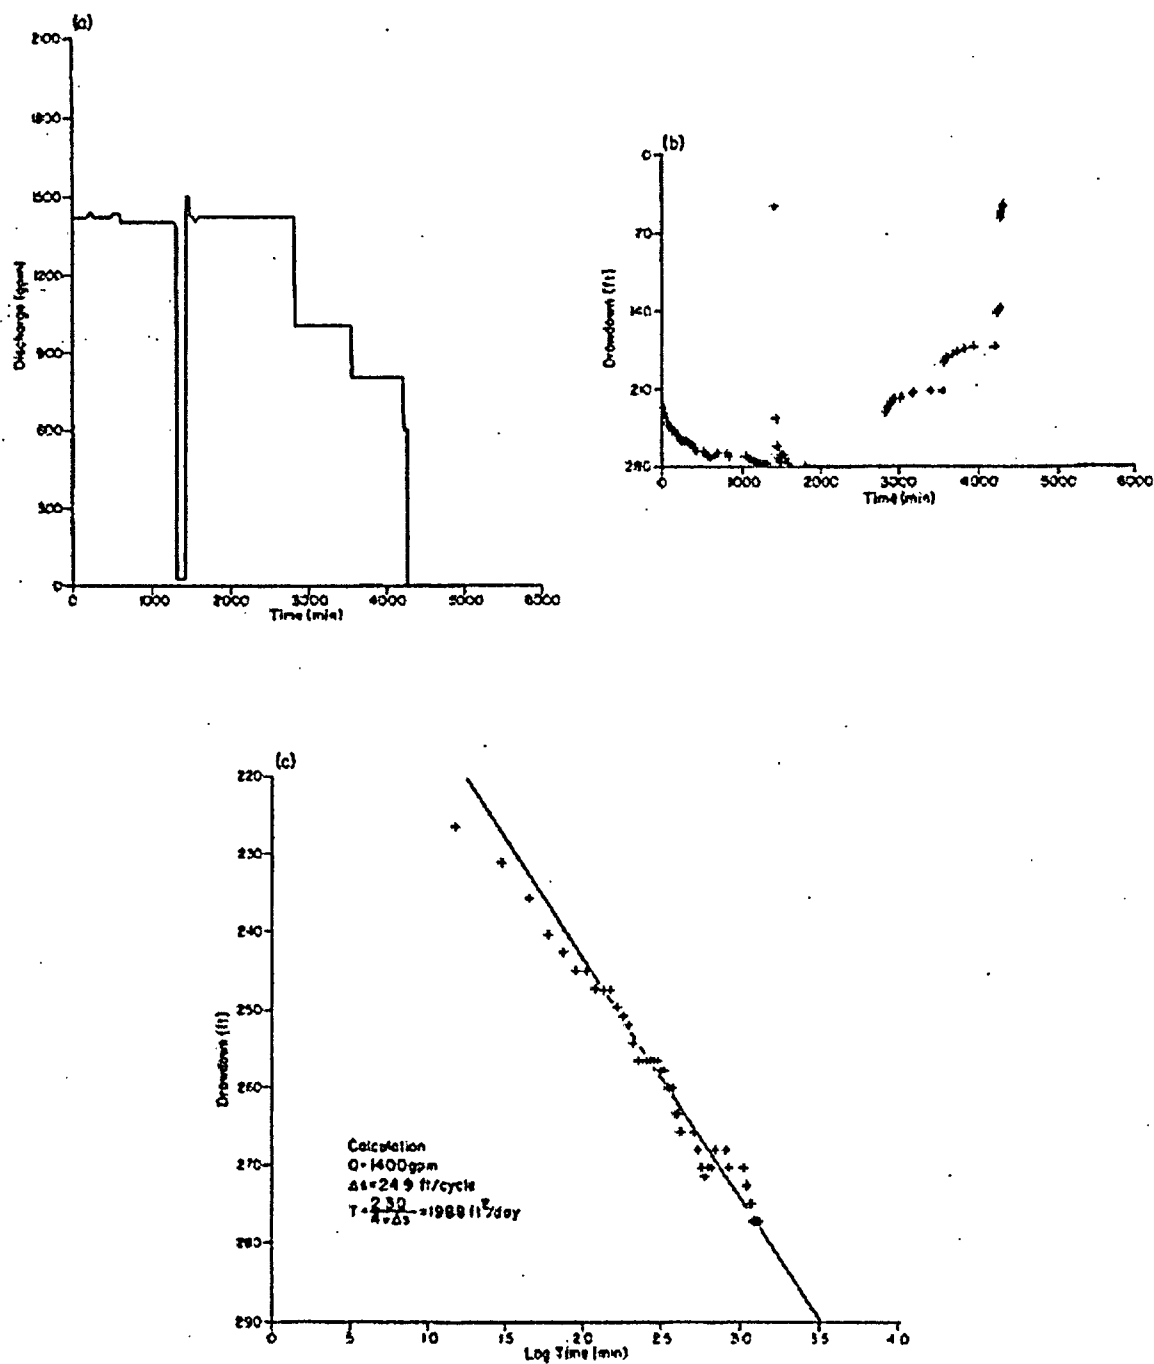 (a)
2100
1800
1500
1200
900
600
300
0
Discharge (gpm)
0 1000 2000 3000 4000 5000 6000
Time (min)
(b)
0
70
140
210
280
Drawdown (ft)
0 1000 2000 3000 4000 5000 6000
Time (min)
(c)
220
230
240
250
260
270
280
290
Drawdown (ft)
Calculation
Q=1400gpm
Δs=24.9 ft/cycle
T=2.3Q/4πΔs=1988 ft²/day
0 .5 1.0 1.5 2.0 2.5 3.0 3.5 4.0
Log Time (min)